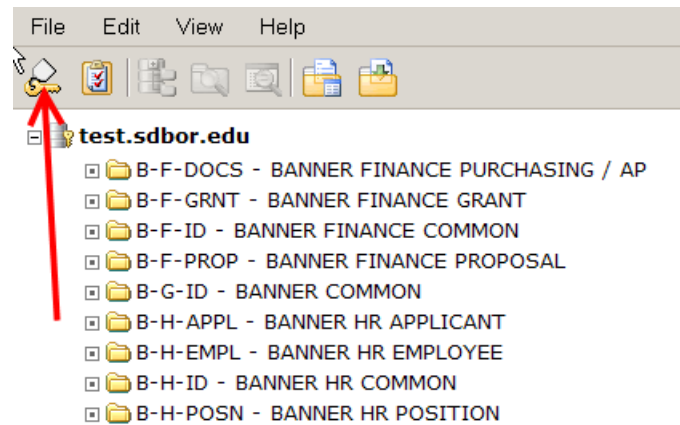 File Edit View Help
test.sdbor.edu
B-F-DOCS - BANNER FINANCE PURCHASING / AP
B-F-GRNT - BANNER FINANCE GRANT
B-F-ID - BANNER FINANCE COMMON
B-F-PROP - BANNER FINANCE PROPOSAL
B-G-ID - BANNER COMMON
B-H-APPL - BANNER HR APPLICANT
B-H-EMPL - BANNER HR EMPLOYEE
B-H-ID - BANNER HR COMMON
B-H-POSN - BANNER HR POSITION